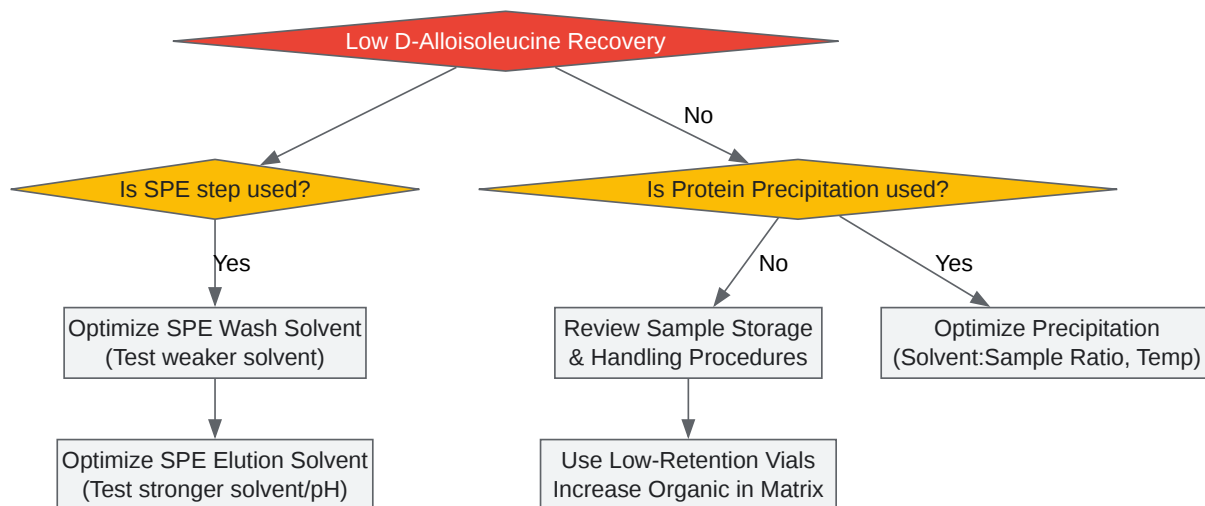 Low D-Alloisoleucine Recovery
No
Is SPE step used?
Is Protein Precipitation used?
Yes
No
Yes
Optimize SPE Wash Solvent
(Test weaker solvent)
Review Sample Storage
& Handling Procedures
Optimize Precipitation
(Solvent:Sample Ratio, Temp)
Optimize SPE Elution Solvent
(Test stronger solvent/pH)
Use Low-Retention Vials
Increase Organic in Matrix